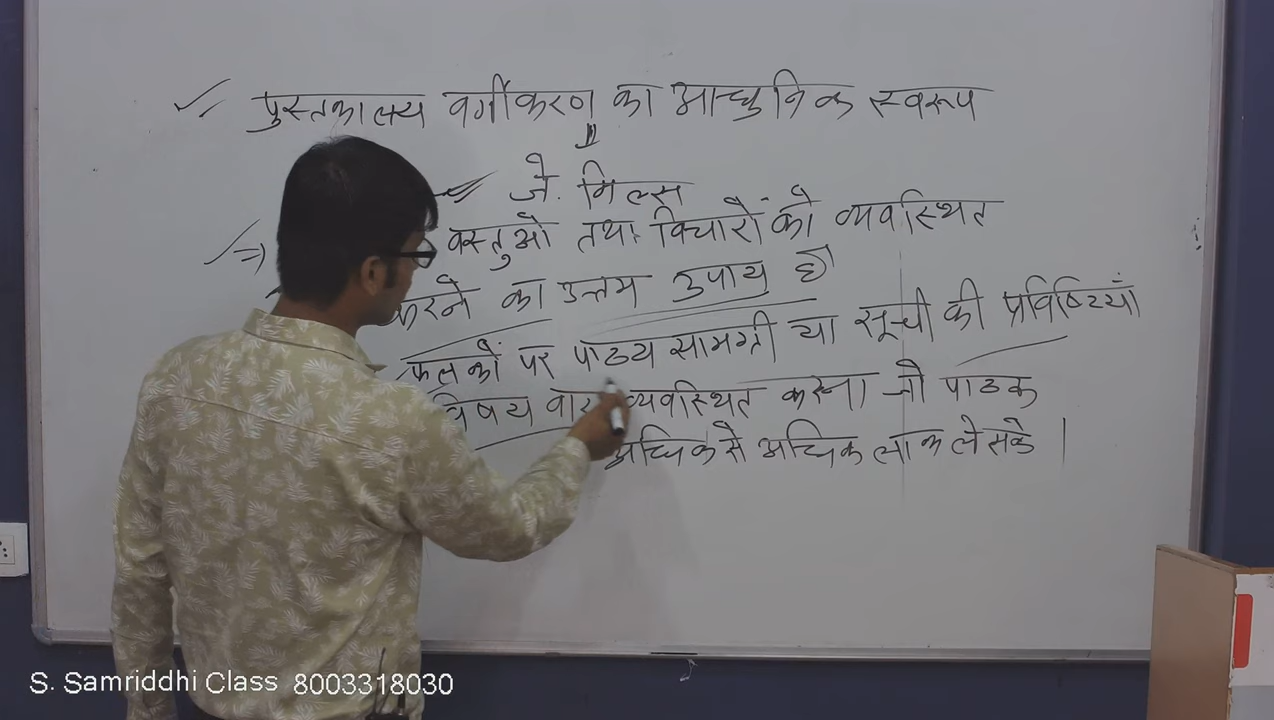 पुस्तकालय वर्गीकरण का आधुनिक स्वरूप
जे. मिल्स
वस्तुओ तथा विचारों को व्यवस्थित
करने का उत्तम उपाय है
फलकों पर पाठ्य सामग्री या सूची की प्रविष्टियाँ
विषय वार व्यवस्थित करना जो पाठक
अधिक से अधिक लाभ ले सके।
S. Samriddhi Class 8003318030